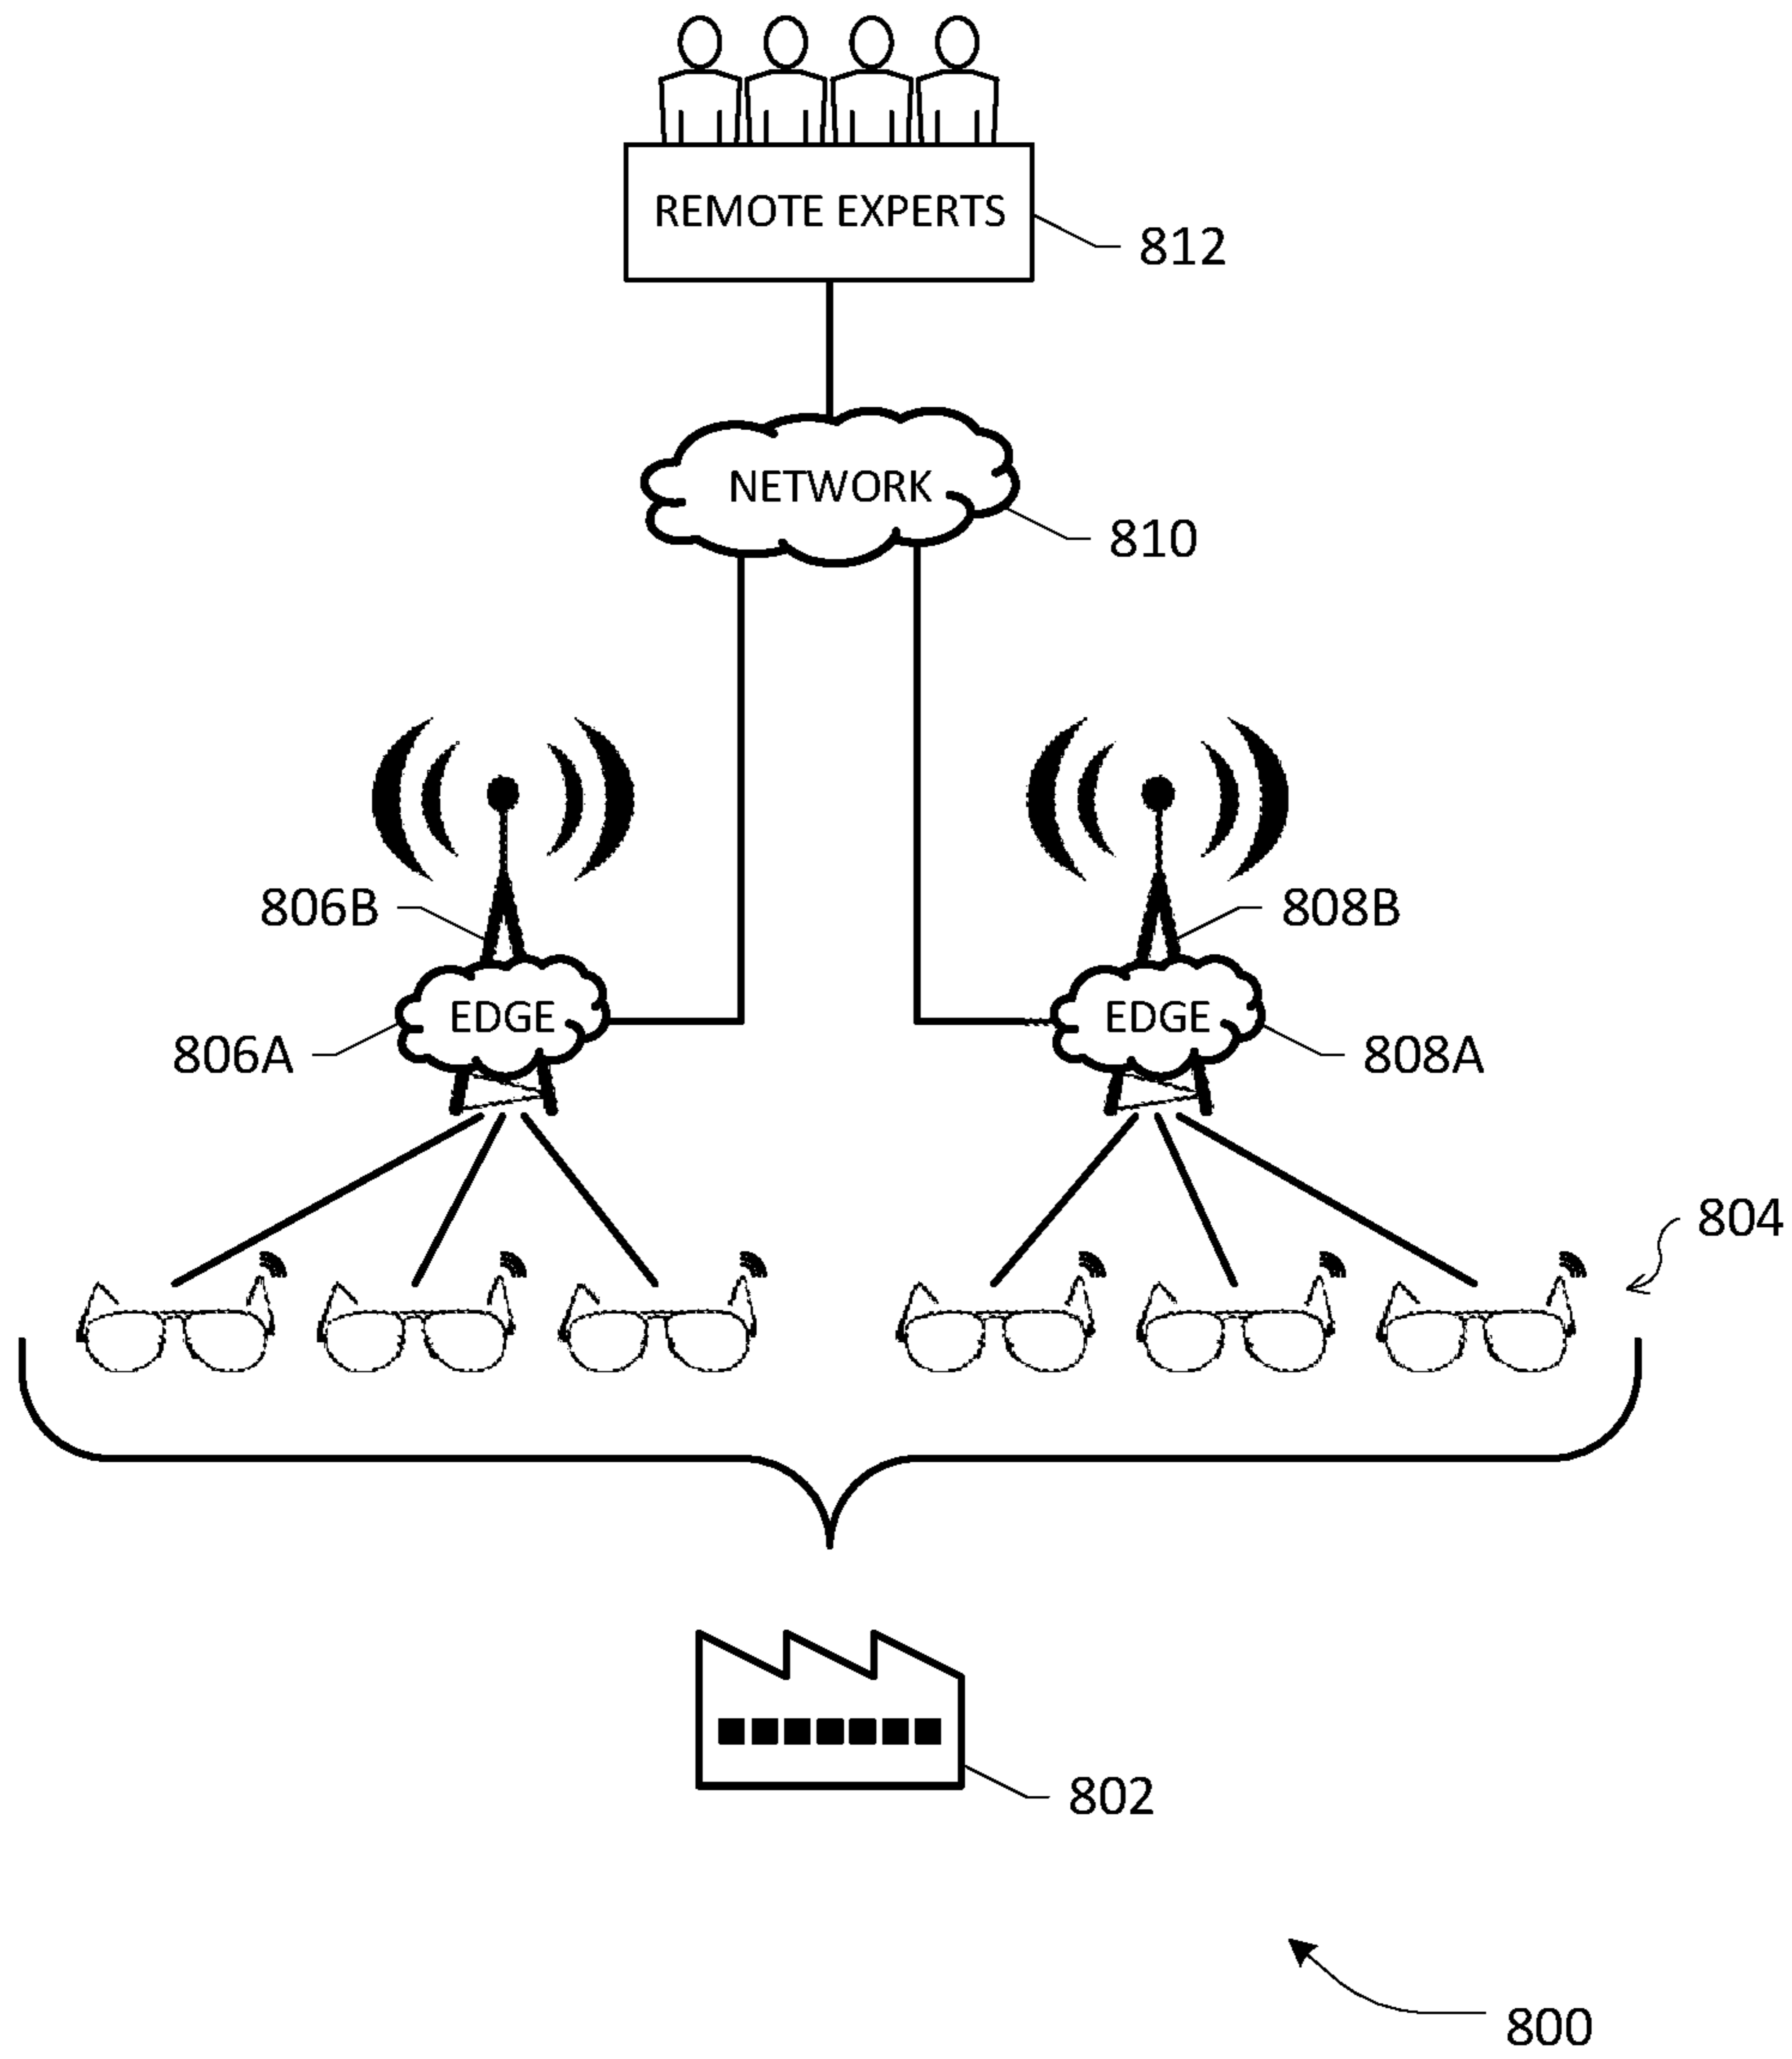 REMOTE EXPERTS
812
NETWORK
810
806B
808B
EDGE
EDGE
806A
808A
804
802
800